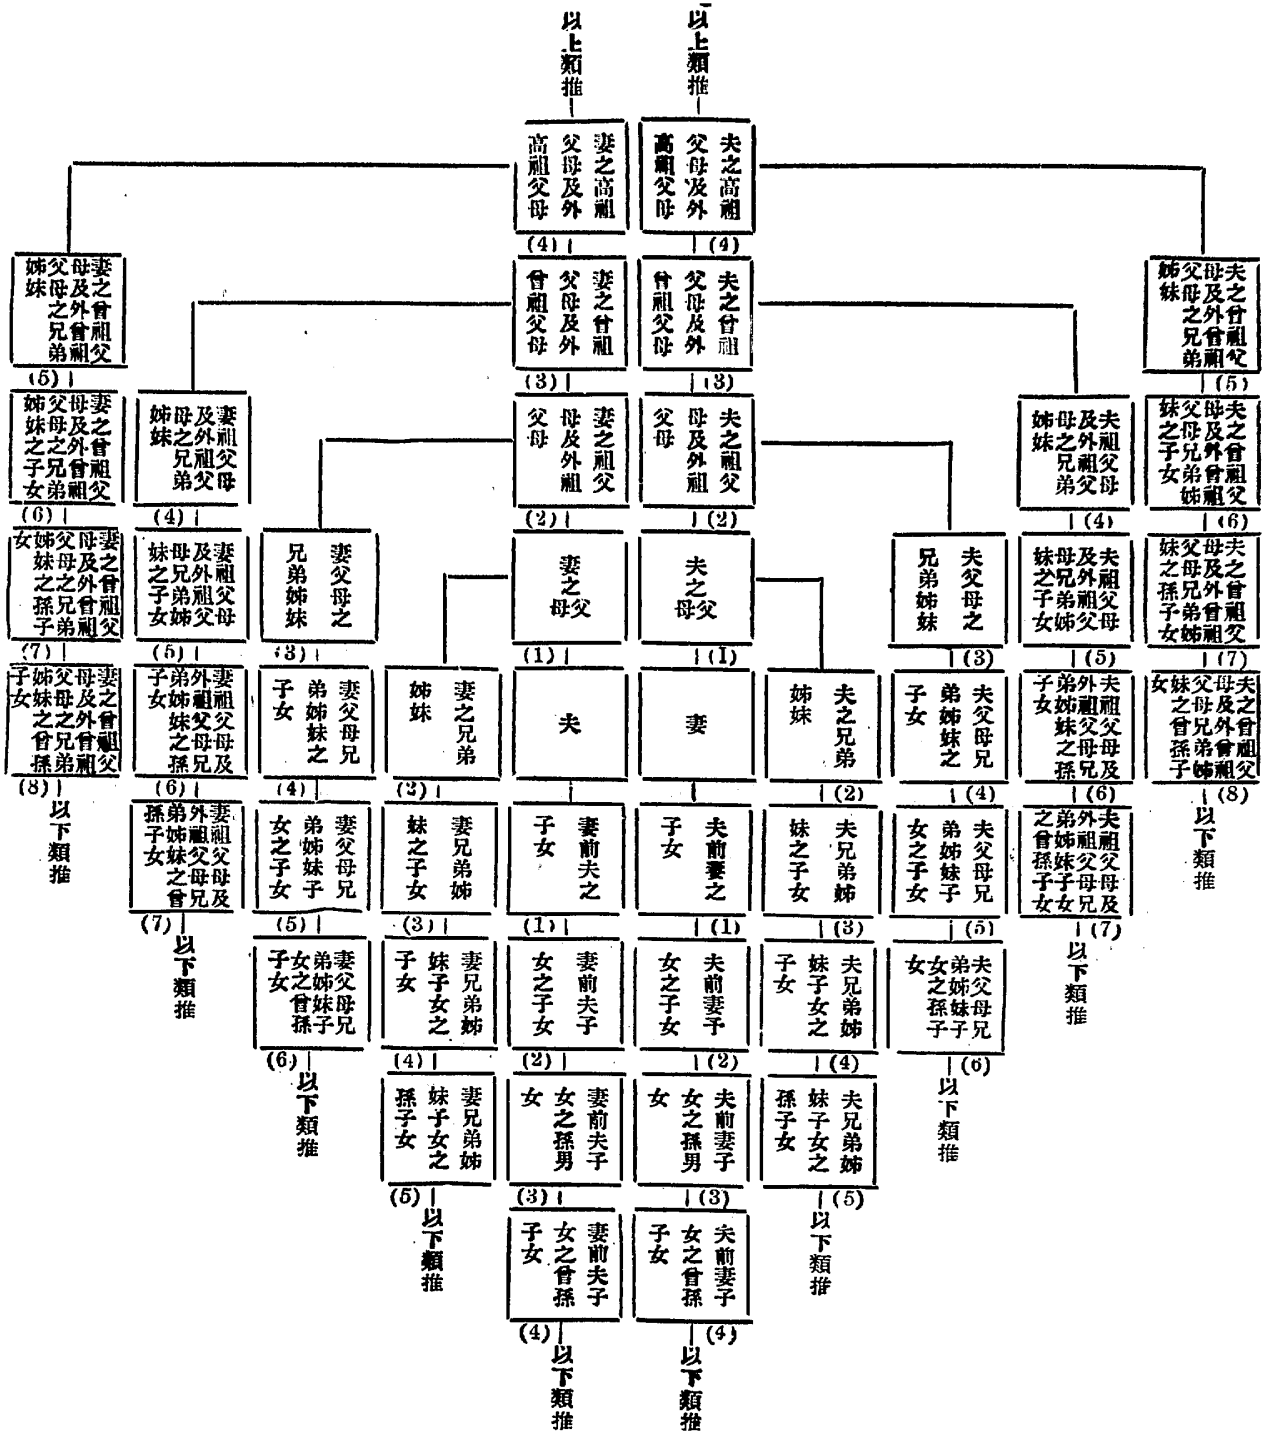 以上類推
以上類推
夫之高祖
父母及外
高祖父母
(4)
妻之高祖
父母及外
高祖父母
(4)
夫之曾祖父
母及外曾祖
父母之兄弟
姊妹
(5)
夫之曾祖
父母及外
曾祖父母
(3)
妻之曾祖
父母及外
曾祖父母
(3)
妻之曾祖父
母及外曾祖
父母之兄弟
姊妹
(5)
夫之曾祖父
母及外曾祖
父母兄弟姊
妹之子女
(6)
夫祖父母
及外祖父
母之兄弟
姊妹
(4)
夫之祖父
母及外祖
父母
(2)
妻之祖父
母及外祖
父母
(2)
妻祖父母
及外祖父
母之兄弟
姊妹
(4)
妻之曾祖父
母及外曾祖
父母之兄弟
姊妹之子女
(6)
夫之曾祖父
母及外曾祖
父母兄弟姊
妹之孫子女
(7)
夫祖父母
及外祖父
母兄弟姊
妹之子女
(5)
夫父母之
兄弟姊妹
(3)
夫之
父
母
(1)
妻之
父
母
(1)
妻父母之
兄弟姊妹
(3)
妻祖父母
及外祖父
母兄弟姊
妹之子女
(5)
妻之曾祖父
母及外曾祖
父母之兄弟
姊妹之孫子
女
(7)
夫之曾祖父
母及外曾祖
父母兄弟姊
妹之曾孫子
女
(8)
夫祖父母及
外祖父母兄
弟姊妹之孫
子女
(6)
夫父母兄
弟姊妹之
子女
(4)
夫之兄弟
姊妹
(2)
妻
夫
妻之兄弟
姊妹
(2)
妻父母兄
弟姊妹之
子女
(4)
妻祖父母及
外祖父母兄
弟姊妹之孫
子女
(6)
妻之曾祖父
母及外曾祖
父母之兄弟
姊妹之曾孫
子女
(8)
以下類推
夫祖父母及
外祖父母兄
弟姊妹子女
之曾孫子女
(7)
夫父母兄
弟姊妹子
女之子女
(5)
夫兄弟姊
妹之子女
(3)
夫前妻之
子女
(1)
妻前夫之
子女
(1)
妻兄弟姊
妹之子女
(3)
妻父母兄
弟姊妹子
女之子女
(5)
妻祖父母及
外祖父母兄
弟姊妹之曾
孫子女
(7)
以下類推
以下類推
夫父母兄
弟姊妹子
女之孫子
女
(6)
夫兄弟姊
妹子女之
子女
(4)
夫前妻子
女之子女
(2)
妻前夫子
女之子女
(2)
妻兄弟姊
妹子女之
子女
(4)
妻父母兄
弟姊妹子
女之曾孫
子女
(6)
以下類推
以下類推
夫兄弟姊
妹子女之
孫子女
(5)
夫前妻子
女之孫男
女
(3)
妻前夫子
女之孫男
女
(3)
妻兄弟姊
妹子女之
孫子女
(5)
以下類推
以下類推
夫前妻子
女之曾孫
子女
(4)
妻前夫子
女之曾孫
子女
(4)
以下類推
以下類推
以下類推